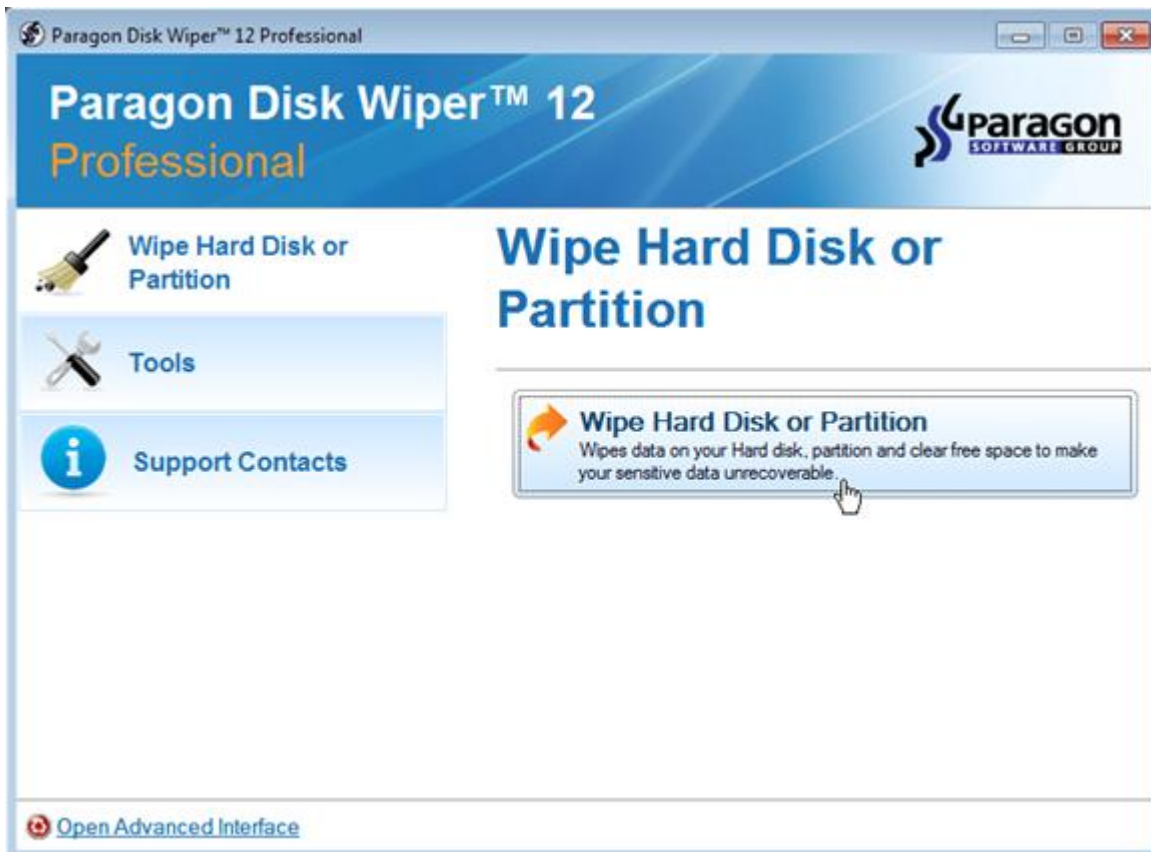 Paragon Disk Wiper™ 12 Professional
Paragon Disk Wiper™ 12
Professional
Paragon
SOFTWARE GROUP
Wipe Hard Disk or
Partition
Tools
Support Contacts
Wipe Hard Disk or
Partition
Wipe Hard Disk or Partition
Wipes data on your Hard disk, partition and clear free space to make
your sensitive data unrecoverable.
Open Advanced Interface